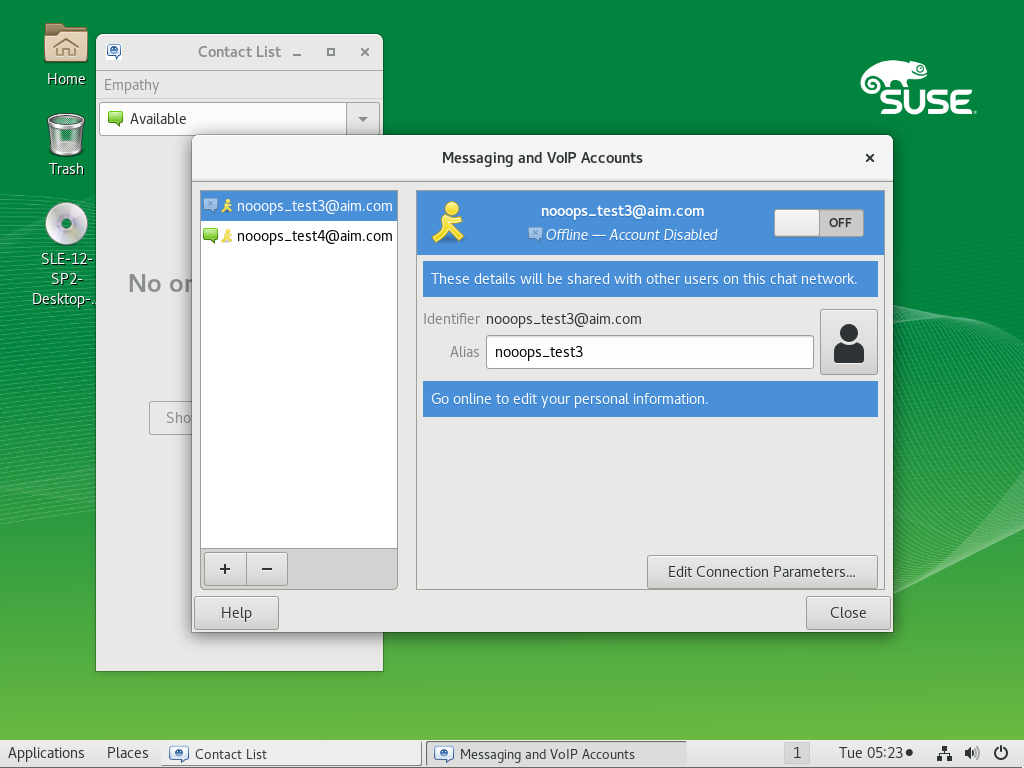 Home
Trash
SLE-12-
SP2-
Desktop-...
SUSE
Contact List
Empathy
Available
No on
Sho
Messaging and VoIP Accounts
nooops_test3@aim.com
nooops_test4@aim.com
nooops_test3@aim.com
Offline — Account Disabled
OFF
These details will be shared with other users on this chat network.
Identifier nooops_test3@aim.com
Alias nooops_test3
Go online to edit your personal information.
Edit Connection Parameters...
Help
Close
Applications Places Contact List Messaging and VoIP Accounts 1 Tue 05:23